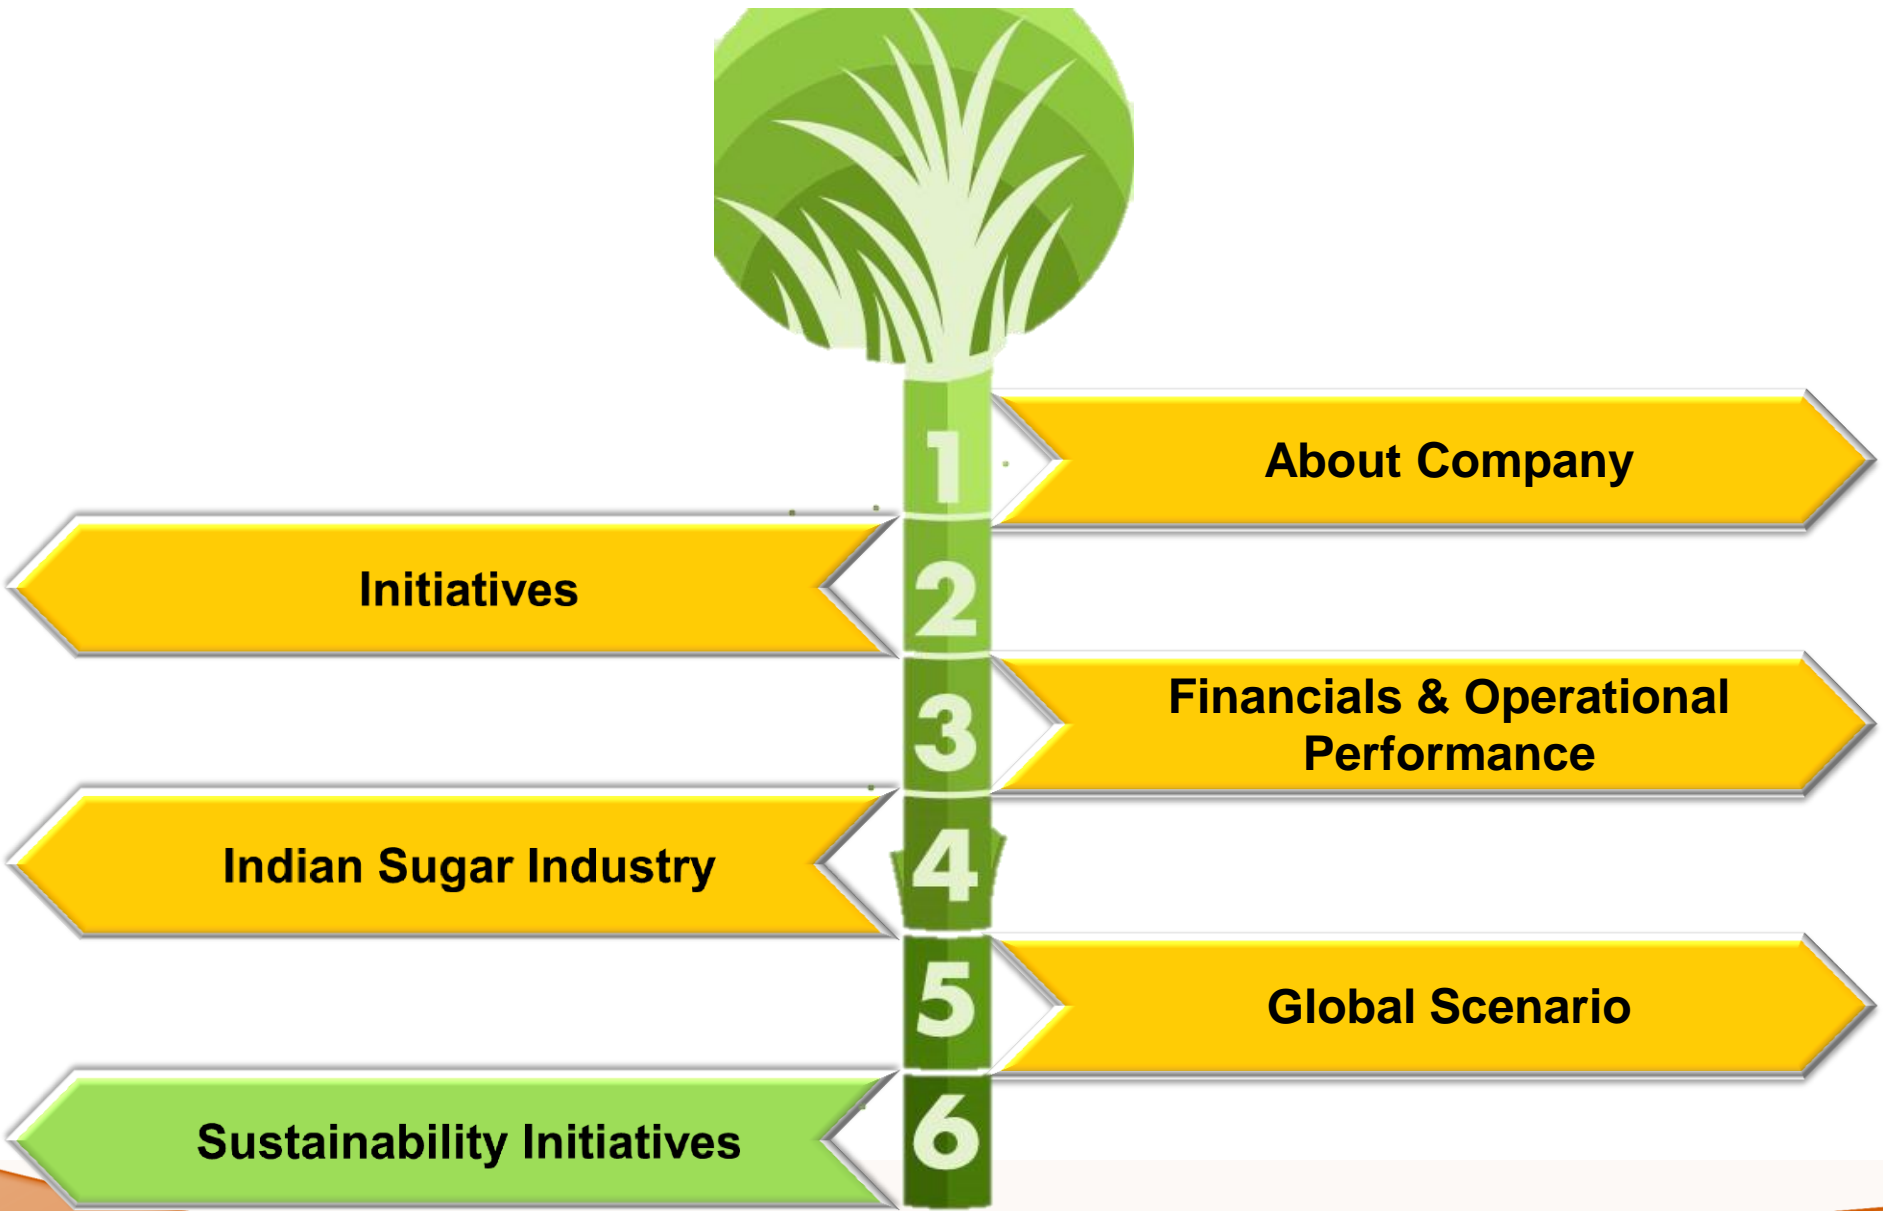 1
About Company
2
Initiatives
3
Financials & Operational
Performance
4
Indian Sugar Industry
5
Global Scenario
6
Sustainability Initiatives